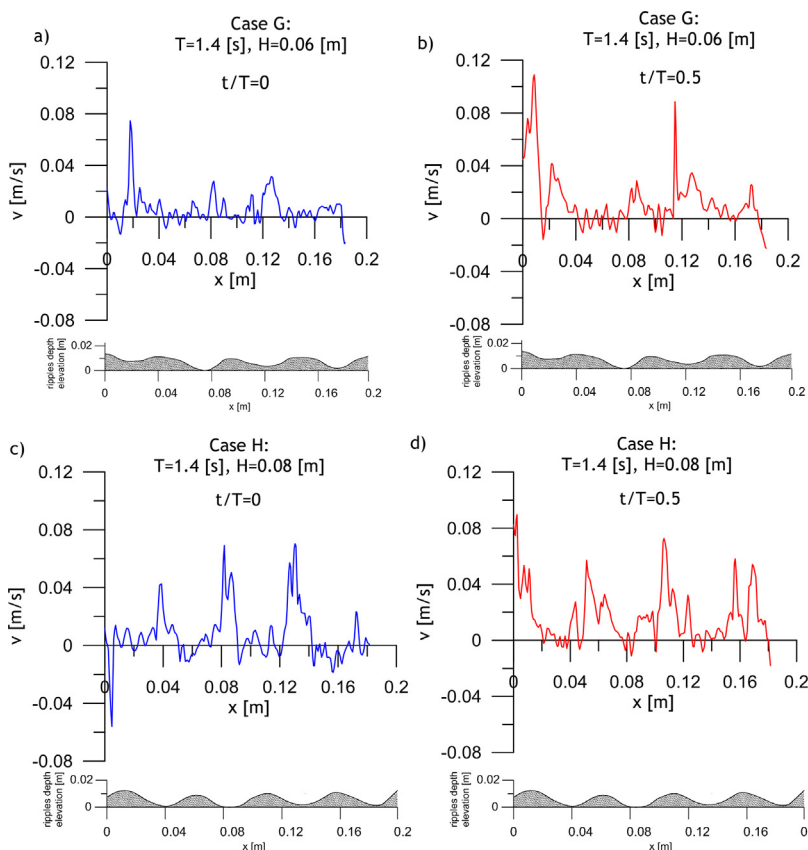 a)
Case G:
T=1.4 [s], H=0.06 [m]
t/T=0
0.12
0.08
0.04
0
-0.04
-0.08
v [m/s]
0 0.04 0.08 0.12 0.16 0.2
x [m]
ripples depth
elevation [m]
0.02
0
0 0.04 0.08 0.12 0.16 0.2
x [m]
b)
Case G:
T=1.4 [s], H=0.06 [m]
t/T=0.5
0.12
0.08
0.04
0
-0.04
-0.08
v [m/s]
0 0.04 0.08 0.12 0.16 0.2
x [m]
ripples depth
elevation [m]
0.02
0
0 0.04 0.08 0.12 0.16 0.2
x [m]
c)
Case H:
T=1.4 [s], H=0.08 [m]
t/T=0
0.12
0.08
0.04
0
-0.04
-0.08
v [m/s]
0 0.04 0.08 0.12 0.16 0.2
x [m]
ripples depth
elevation [m]
0.02
0
0 0.04 0.08 0.12 0.16 0.2
x [m]
d)
Case H:
T=1.4 [s], H=0.08 [m]
t/T=0.5
0.12
0.08
0.04
0
-0.04
-0.08
v [m/s]
0 0.04 0.08 0.12 0.16 0.2
x [m]
ripples depth
elevation [m]
0.02
0
0 0.04 0.08 0.12 0.16 0
x [m]